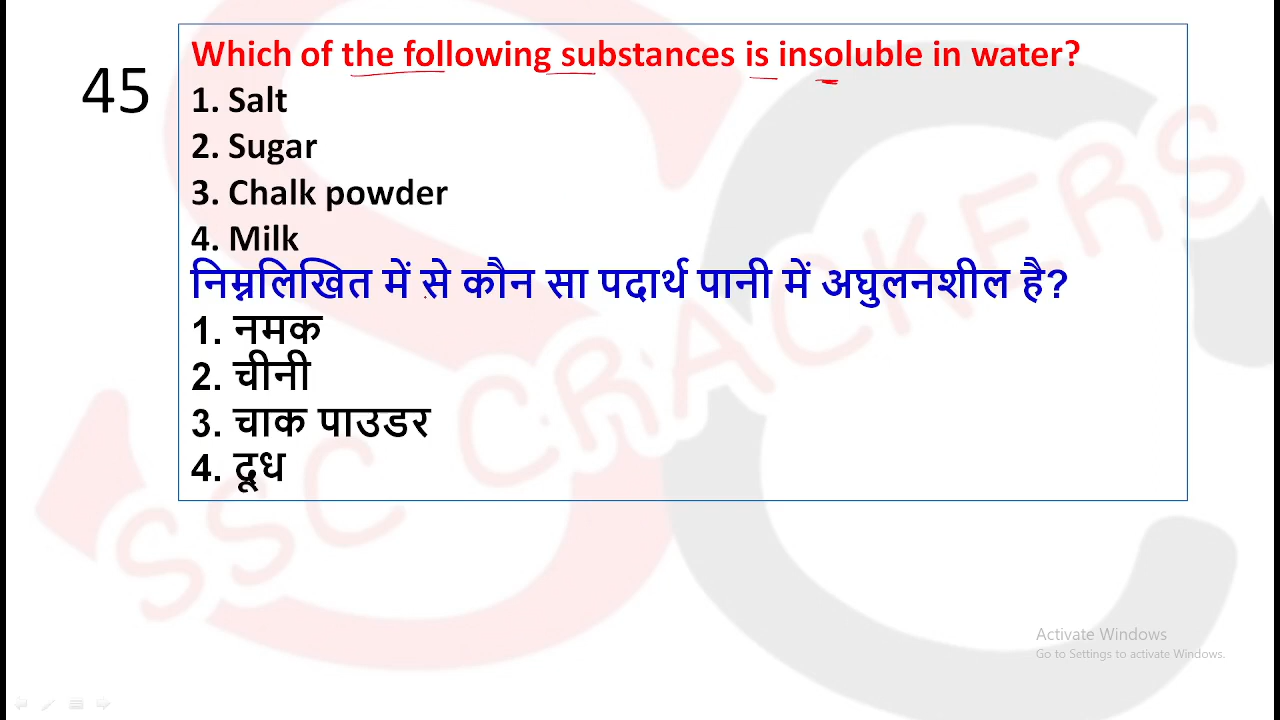 45
Which of the following substances is insoluble in water?
1. Salt
2. Sugar
3. Chalk powder
4. Milk
निम्नलिखित में से कौन सा पदार्थ पानी में अघुलनशील है?
1. नमक
2. चीनी
3. चाक पाउडर
4. दूध
SSC CRACKERS
Activate Windows
Go to Settings to activate Windows.